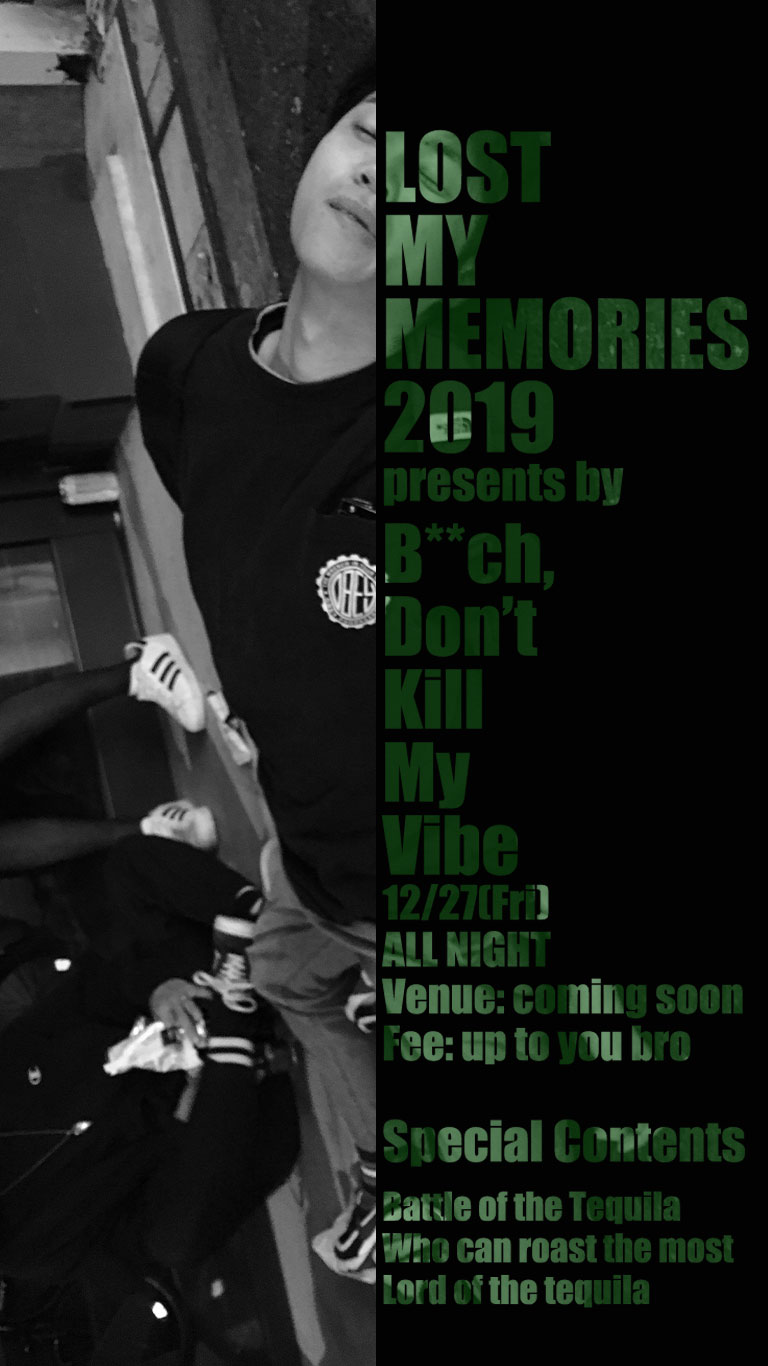 LOST
MY
MEMORIES
2019
presents by
B**ch,
Don't
Kill
My
Vibe
12/27(Fri)
ALL NIGHT
Venue: coming soon
Fee: up to you bro
Special Contents
Battle of the Tequila
Who can roast the most
Lord of the tequila